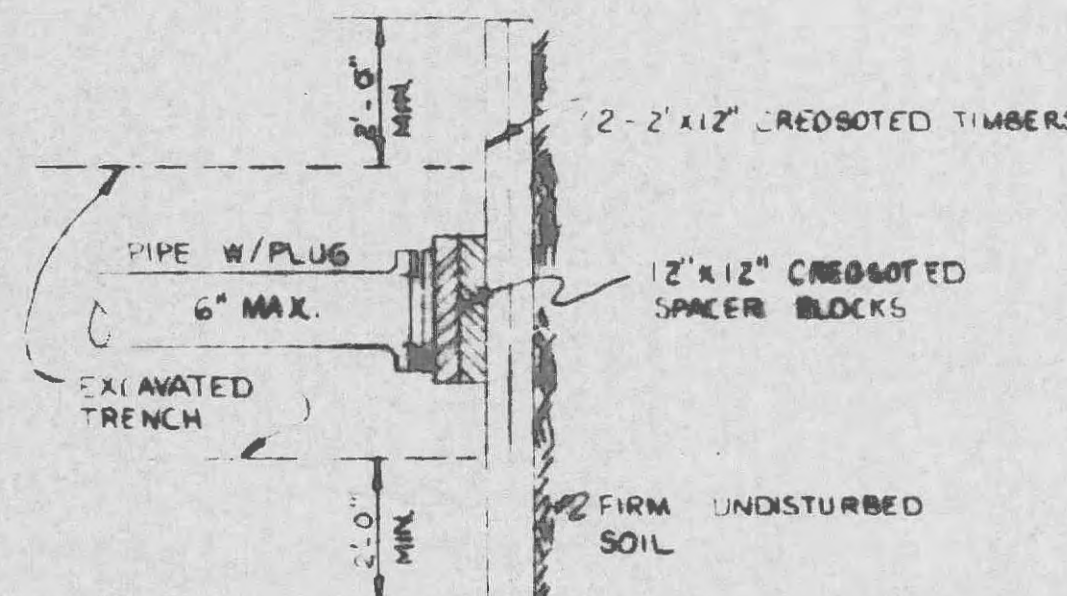 2'-0"
MIN.
2-2"x12" CREOSOTED TIMBERS
PIPE W/PLUG
6" MAX.
12"x12" CREOSOTED
SPACER BLOCKS
EXCAVATED
TRENCH
2'-0"
MIN.
FIRM UNDISTURBED
SOIL